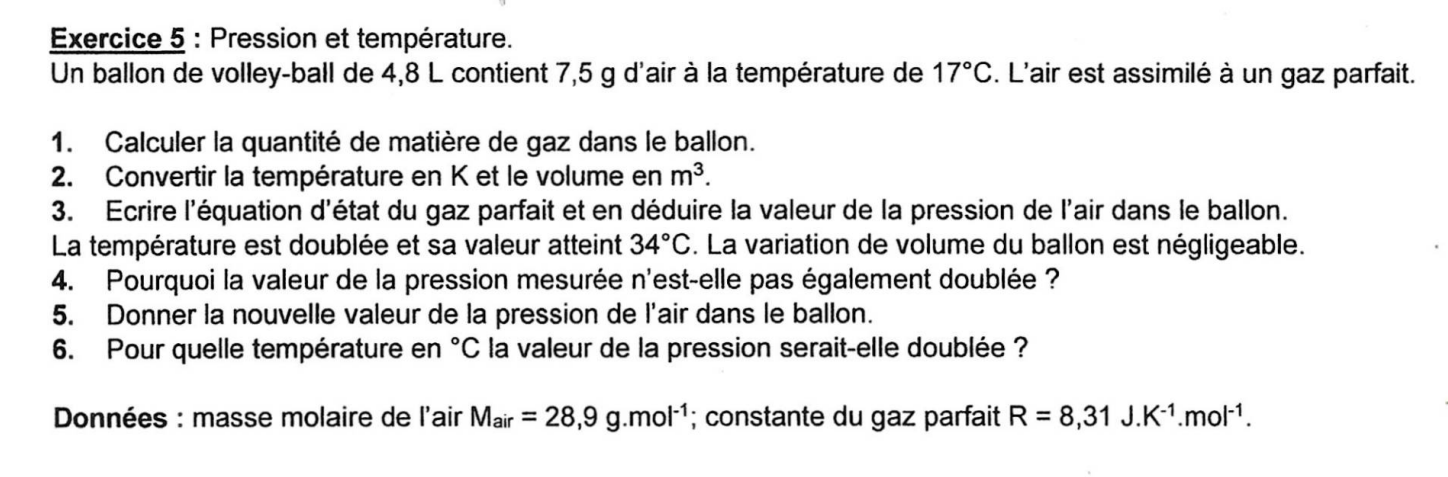 Exercice 5 : Pression et température.
Un ballon de volley-ball de 4,8 L contient 7,5 g d'air à la température de 17°C. L'air est assimilé à un gaz parfait.
1. Calculer la quantité de matière de gaz dans le ballon.
2. Convertir la température en K et le volume en m³.
3. Ecrire l'équation d'état du gaz parfait et en déduire la valeur de la pression de l'air dans le ballon.
La température est doublée et sa valeur atteint 34°C. La variation de volume du ballon est négligeable.
4. Pourquoi la valeur de la pression mesurée n'est-elle pas également doublée ?
5. Donner la nouvelle valeur de la pression de l'air dans le ballon.
6. Pour quelle température en °C la valeur de la pression serait-elle doublée ?
Données : masse molaire de l'air Mair = 28,9 g.mol⁻¹; constante du gaz parfait R = 8,31 J.K⁻¹.mol⁻¹.